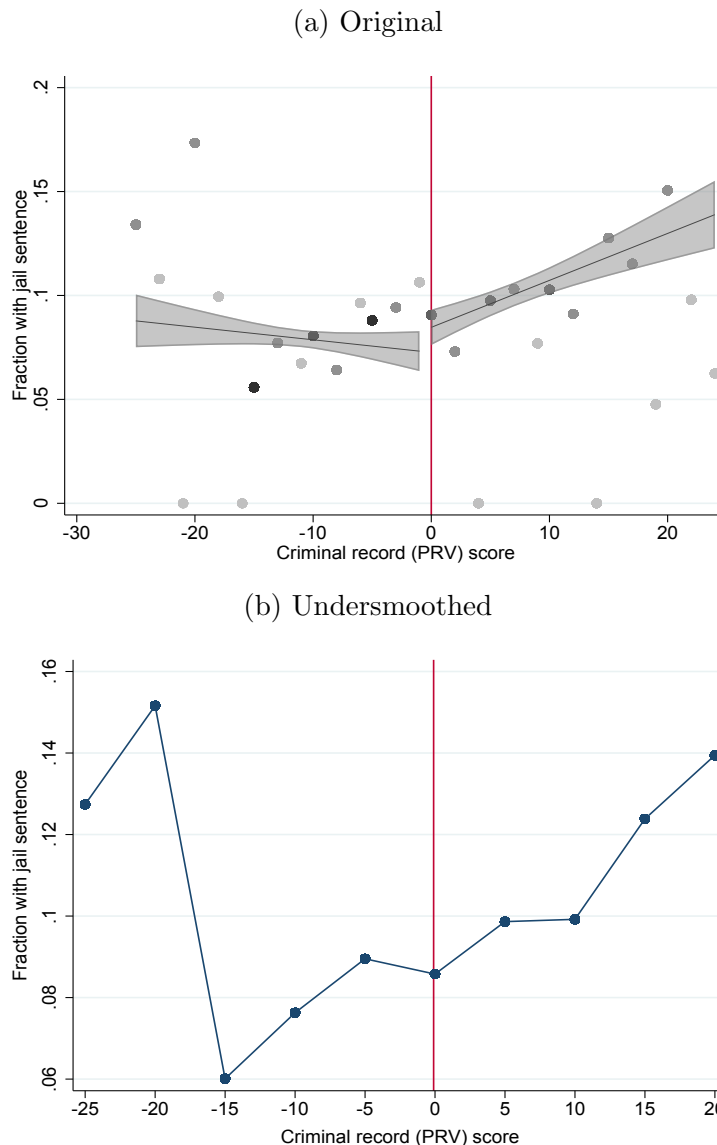 (a) Original
.2
.15
.1
.05
0
Fraction with jail sentence
-30 -20 -10 0 10 20
Criminal record (PRV) score
(b) Undersmoothed
.16
.14
.12
.1
.08
.06
Fraction with jail sentence
-25 -20 -15 -10 -5 0 5 10 15 20
Criminal record (PRV) score